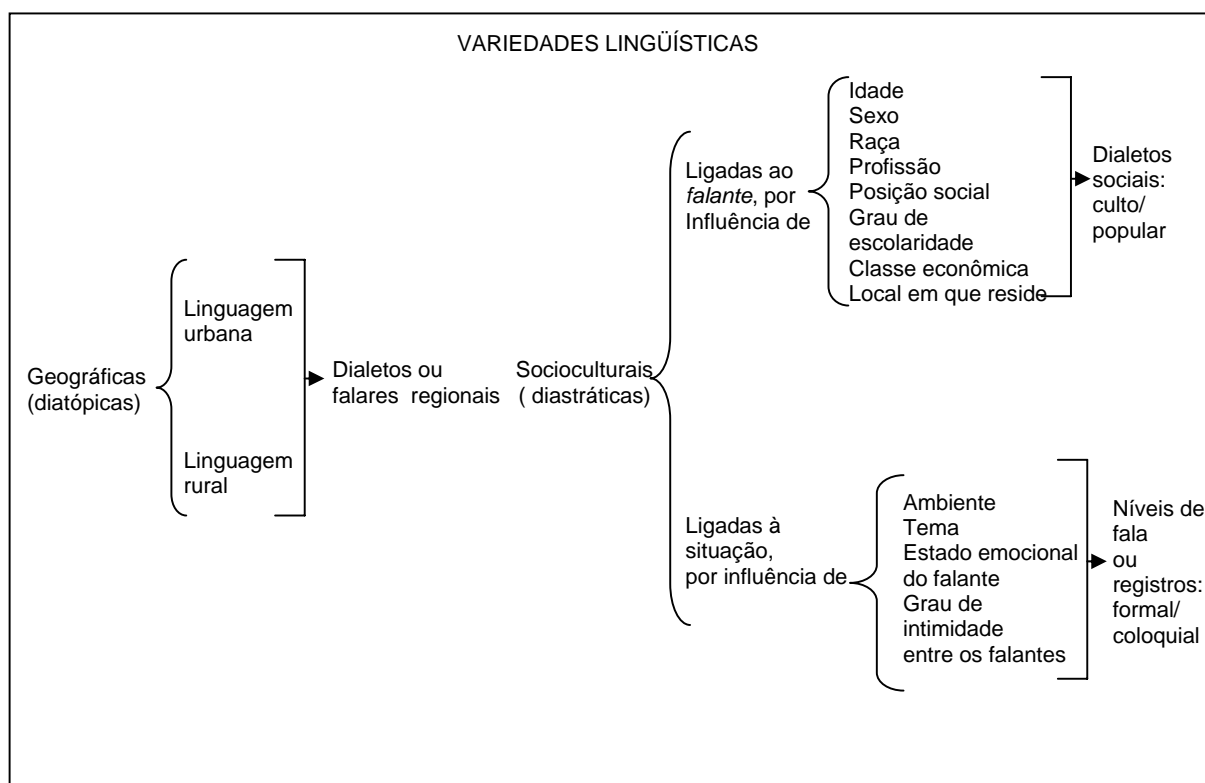 VARIEDADES LINGÜÍSTICAS
Geográficas
(diatópicas)
Linguagem
urbana
Linguagem
rural
Dialetos ou
falares regionais
Socioculturais
( diastráticas)
Ligadas ao
falante, por
Influência de
Idade
Sexo
Raça
Profissão
Posição social
Grau de
escolaridade
Classe econômica
Local em que reside
Dialetos
sociais:
culto/
popular
Ligadas à
situação,
por influência de
Ambiente
Tema
Estado emocional
do falante
Grau de
intimidade
entre os falantes
Níveis de
fala
ou
registros:
formal/
coloquial